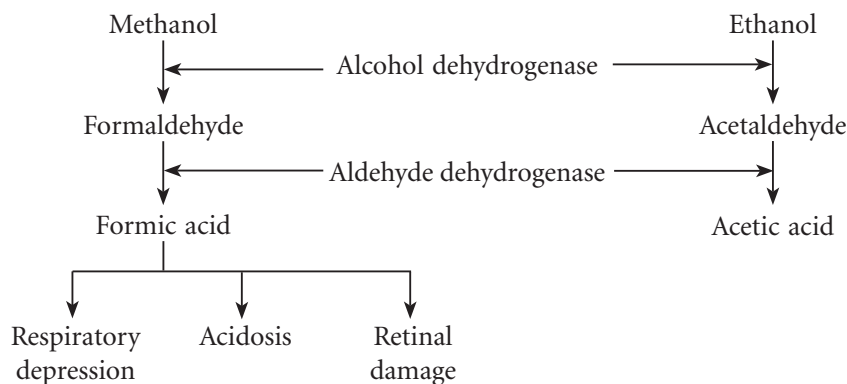 Methanol
Ethanol
Alcohol dehydrogenase
Formaldehyde
Acetaldehyde
Aldehyde dehydrogenase
Formic acid
Acetic acid
Respiratory
depression
Acidosis
Retinal
damage